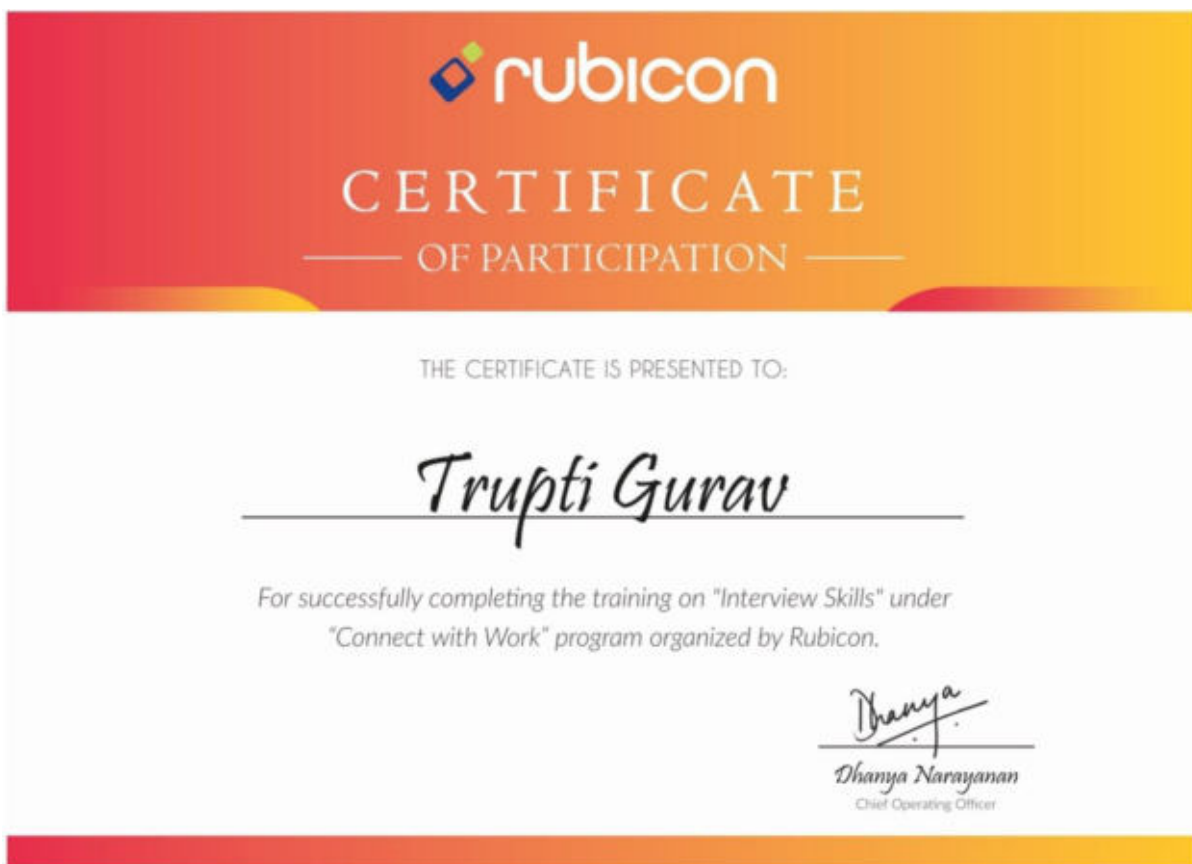 rubicon
CERTIFICATE
OF PARTICIPATION
THE CERTIFICATE IS PRESENTED TO:
Trupti Gurav
For successfully completing the training on "Interview Skills" under
"Connect with Work" program organized by Rubicon.
Dhanya
Dhanya Narayanan
Chief Operating Officer